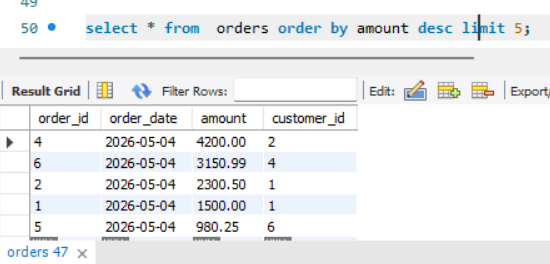 49
50 select * from orders order by amount desc limit 5;
Result Grid Filter Rows: Edit: Export/
order_id order_date amount customer_id
4 2026-05-04 4200.00 2
6 2026-05-04 3150.99 4
2 2026-05-04 2300.50 1
1 2026-05-04 1500.00 1
5 2026-05-04 980.25 6
orders 47